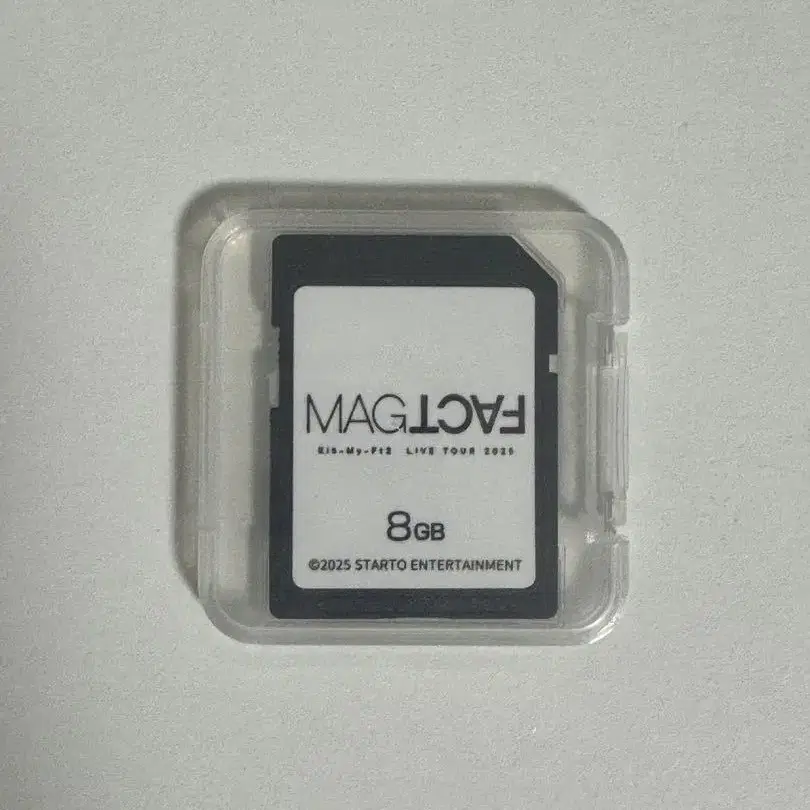 MAGFACT
Kis-My-Ft2 LIVE TOUR 2025
8GB
©2025 STARTO ENTERTAINMENT